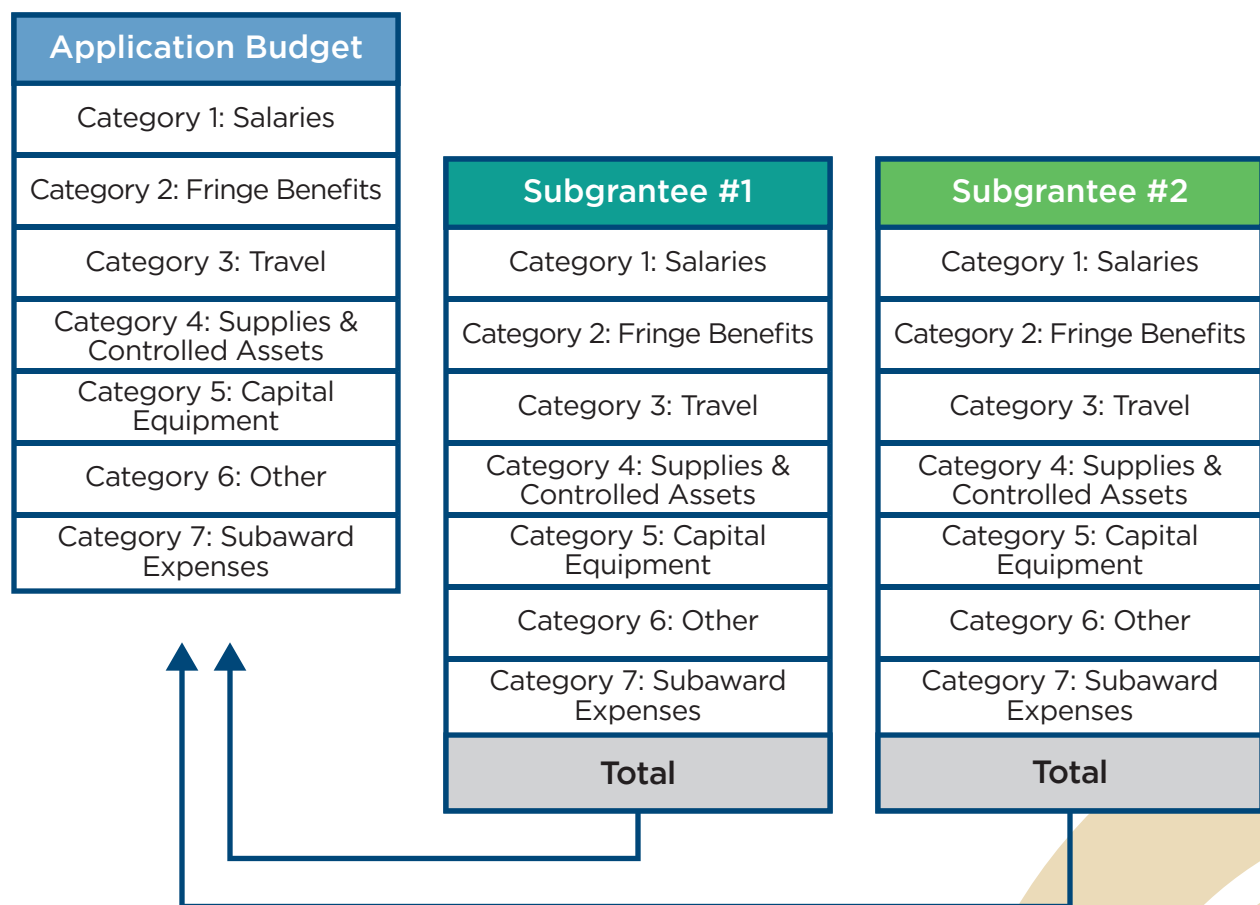 Application Budget
Category 1: Salaries
Category 2: Fringe Benefits
Category 3: Travel
Category 4: Supplies &
Controlled Assets
Category 5: Capital
Equipment
Category 6: Other
Category 7: Subaward
Expenses
Subgrantee #1
Category 1: Salaries
Category 2: Fringe Benefits
Category 3: Travel
Category 4: Supplies &
Controlled Assets
Category 5: Capital
Equipment
Category 6: Other
Category 7: Subaward
Expenses
Total
Subgrantee #2
Category 1: Salaries
Category 2: Fringe Benefits
Category 3: Travel
Category 4: Supplies &
Controlled Assets
Category 5: Capital
Equipment
Category 6: Other
Category 7: Subaward
Expenses
Total